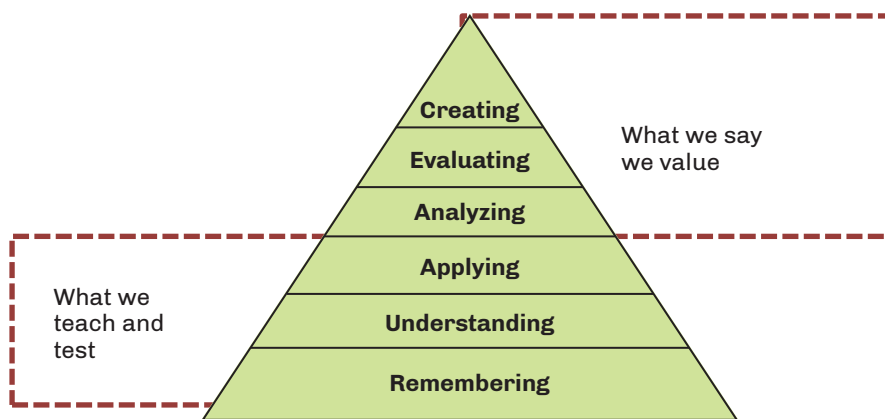 Creating
Evaluating
What we say
we value
Analyzing
Applying
What we
teach and
test
Understanding
Remembering